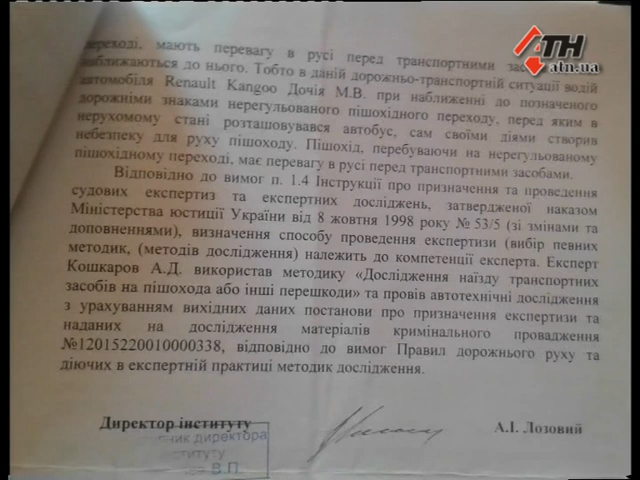 АТН
atn.ua
переході, мають перевагу в русі перед транспортними
наближаються до нього. Тобто в даній дорожньо-транспортній ситуації водій
автомобіля Renault Kangoo Дочія М.В. при наближенні до позначеного
дорожніми знаками нерегульованого пішохідного переходу, перед яким в
нерухомому стані розташовувався автобус, сам своїми діями створив
небезпеку для руху пішоходу. Пішохід, перебуваючи на нерегульованому
пішохідному переході, має перевагу в русі перед транспортними засобами.
Відповідно до вимог п. 1.4 Інструкції про призначення та проведення
судових експертиз та експертних досліджень, затвердженої наказом
Міністерства юстиції України від 8 жовтня 1998 року № 53/5 (зі змінами та
доповненнями), визначення способу проведення експертизи (вибір певних
методик, (методів дослідження) належить до компетенції експерта. Експерт
Кошкаров А.Д. використав методику «Дослідження наїзду транспортних
засобів на пішохода або інші перешкоди» та провів автотехнічні дослідження
з урахуванням вихідних даних постанови про призначення експертизи та
наданих на дослідження матеріалів кримінального провадження
№12015220010000338, відповідно до вимог Правил дорожнього руху та
діючих в експертній практиці методик дослідження.
Директор інституту
А.І. Лозовий
директора
інституту
В.П.